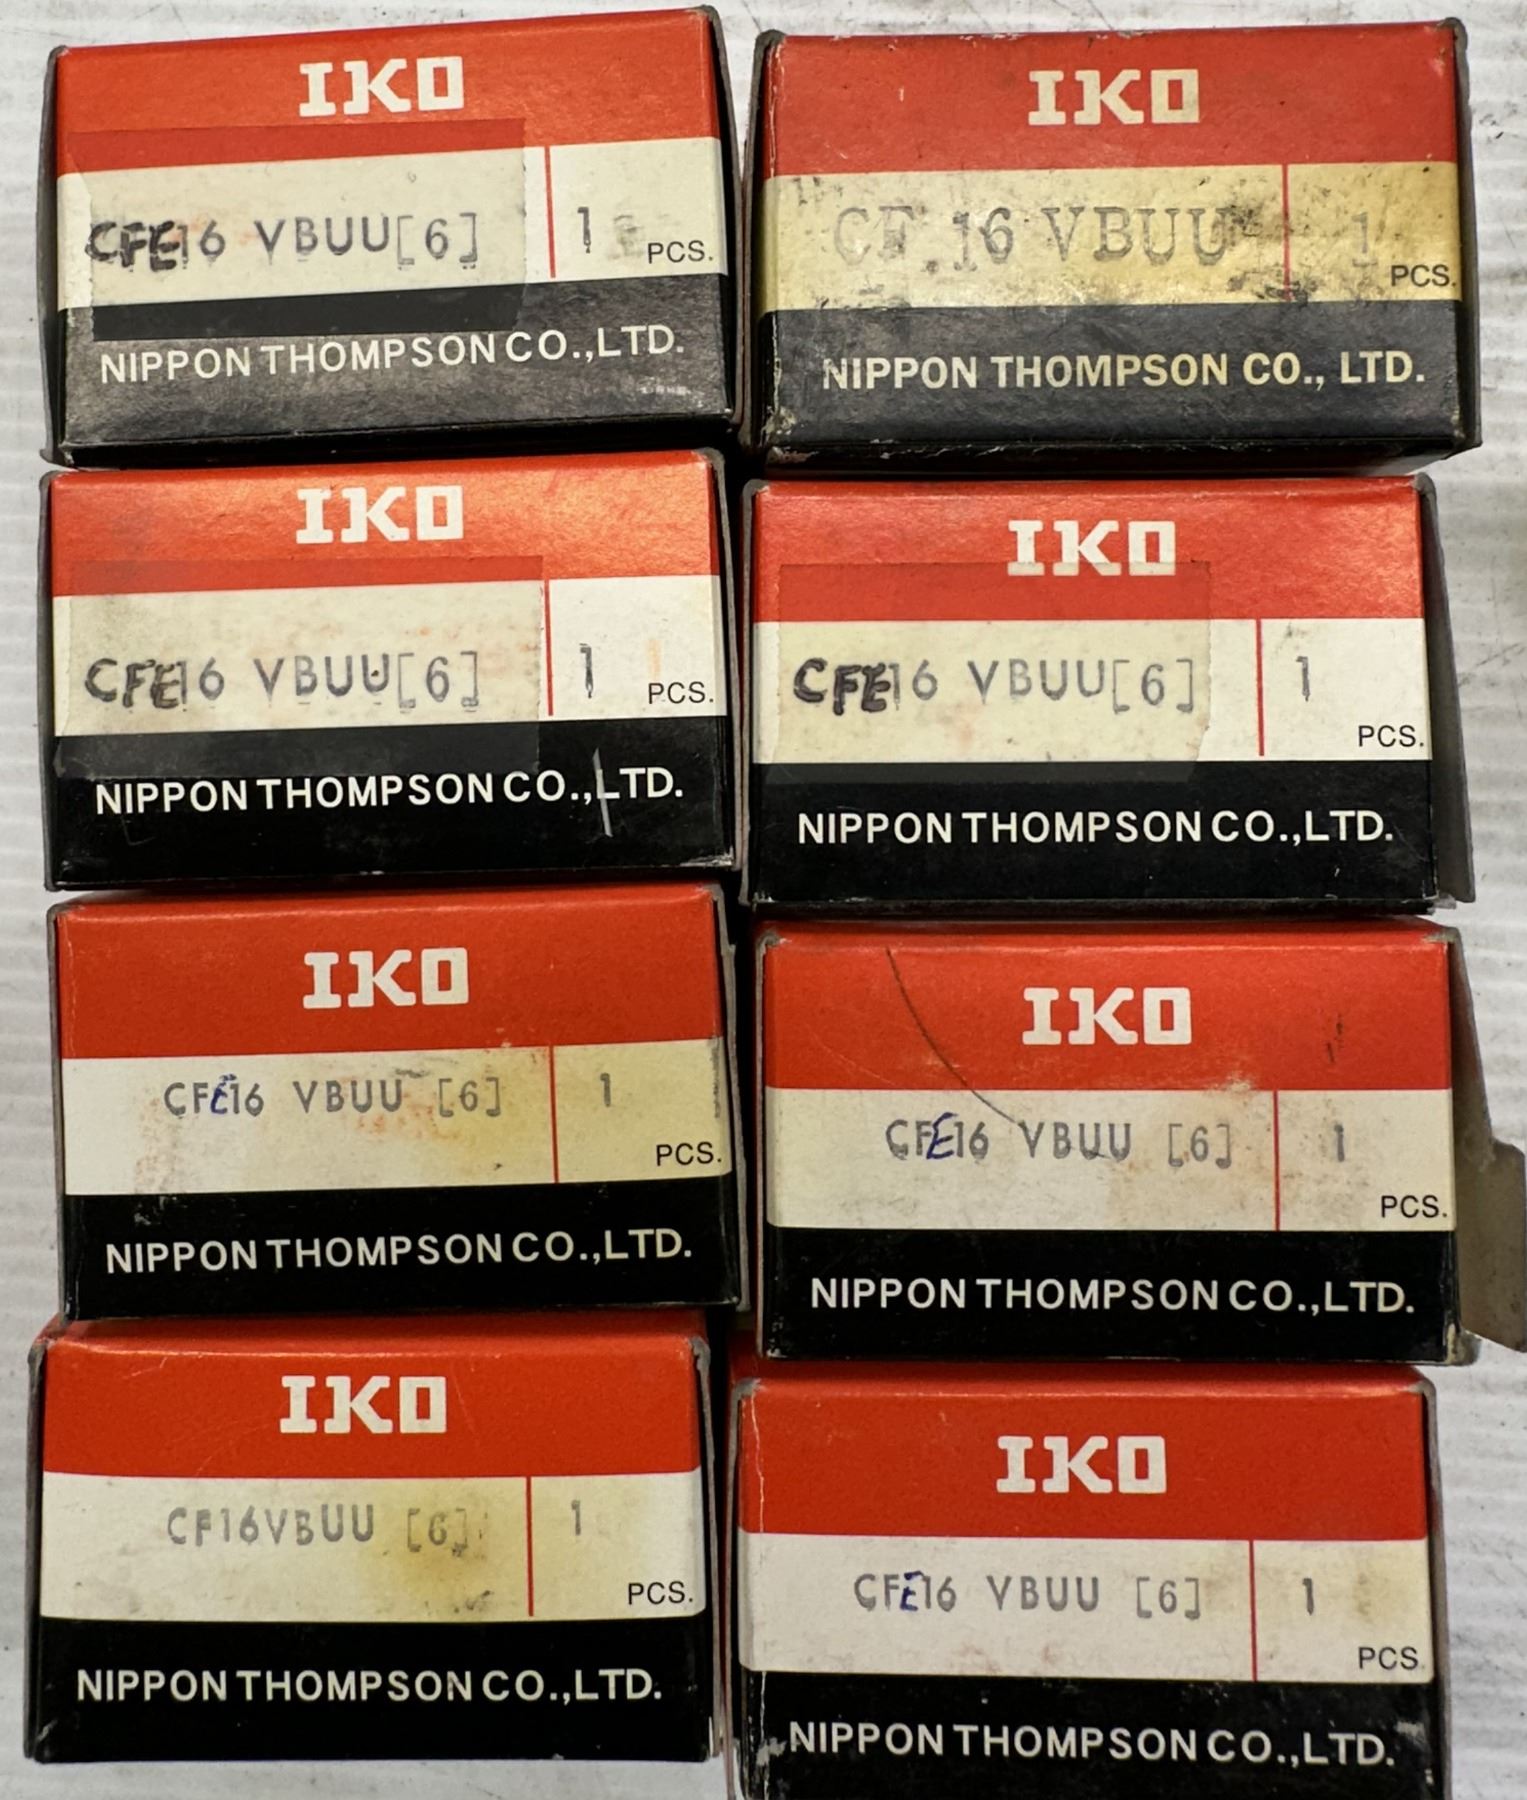 IKO
CFE16 VBUU[6]
1
PCS.
NIPPON THOMPSON CO.,LTD.
IKO
CF 16 VBUU
1
PCS.
NIPPON THOMPSON CO., LTD.
IKO
CFE16 VBUU[6]
1
PCS.
NIPPON THOMPSON CO.,LTD.
IKO
CFE16 VBUU[6]
1
PCS.
NIPPON THOMPSON CO.,LTD.
IKO
CFE16 VBUU [6]
1
PCS.
NIPPON THOMPSON CO.,LTD.
IKO
CFE16 VBUU [6]
1
PCS.
NIPPON THOMPSON CO.,LTD.
IKO
CF16VBUU [6]
1
PCS.
NIPPON THOMPSON CO.,LTD.
IKO
CFE16 VBUU [6]
1
PCS
NIPPON THOMPSON CO.,LTD.